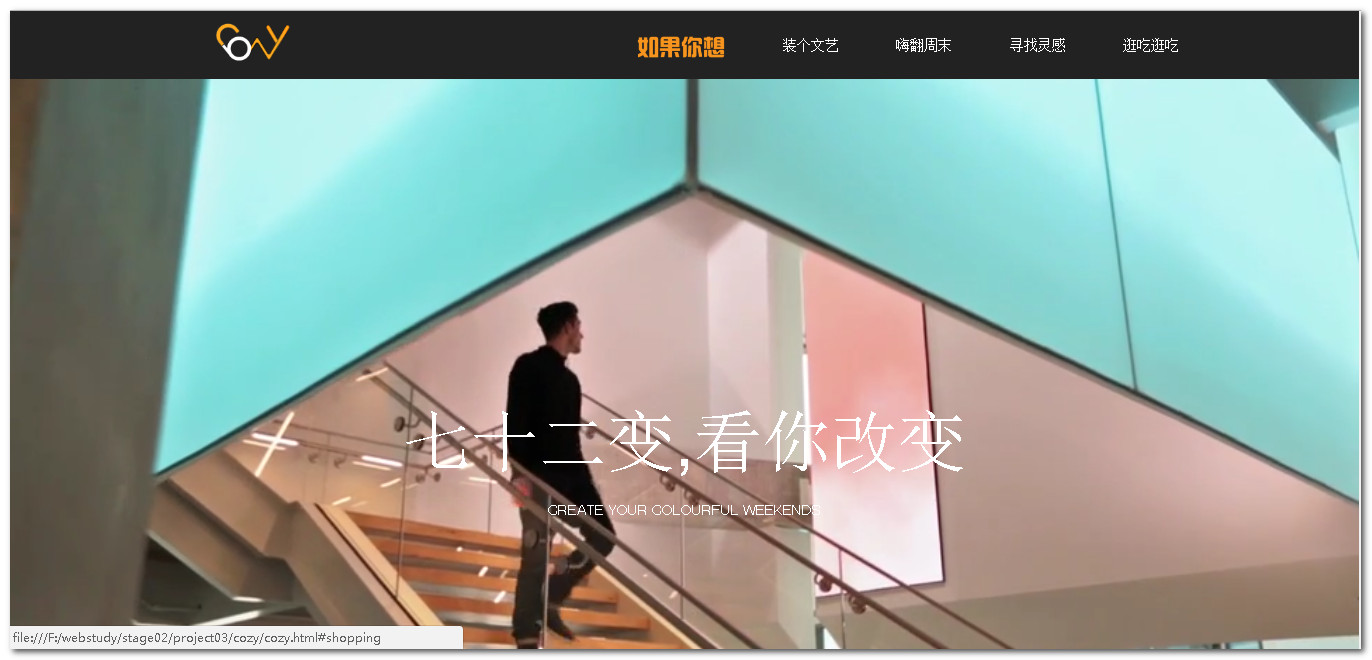 COZY
如果你想 装个文艺 嗨翻周末 寻找灵感 逛吃逛吃
七十二变,看你改变
CREATE YOUR COLOURFUL WEEKENDS
file:///F:/webstudy/stage02/project03/cozy/cozy.html#shopping